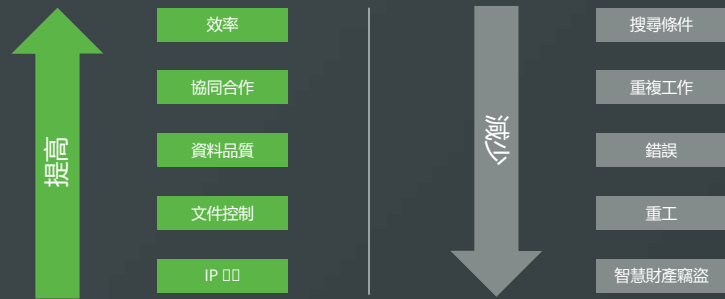 提高
效率
協同合作
資料品質
文件控制
IP
減少
搜尋條件
重複工作
錯誤
重工
智慧財產竊盜